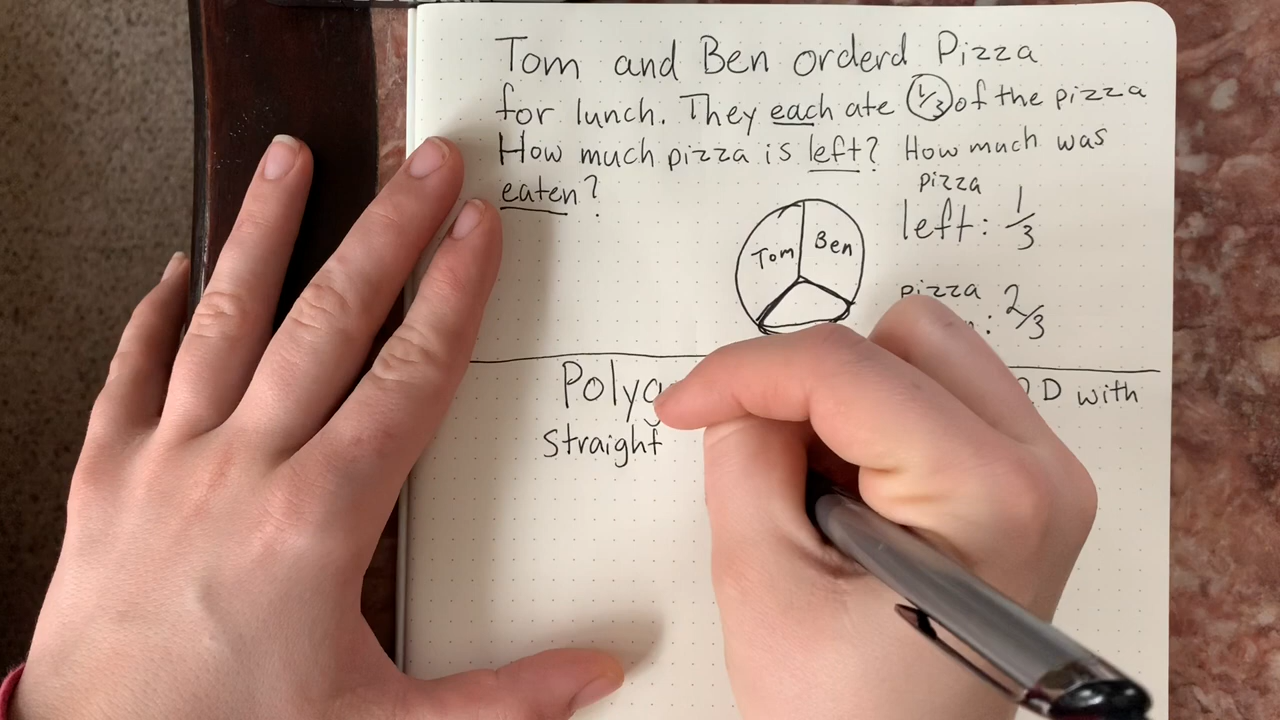 Tom and Ben orderd Pizza
for lunch. They each ate 1/3 of the pizza
How much pizza is left? How much was
eaten?
pizza
left: 1/3
Tom
Ben
pizza
: 2/3
D with
straight